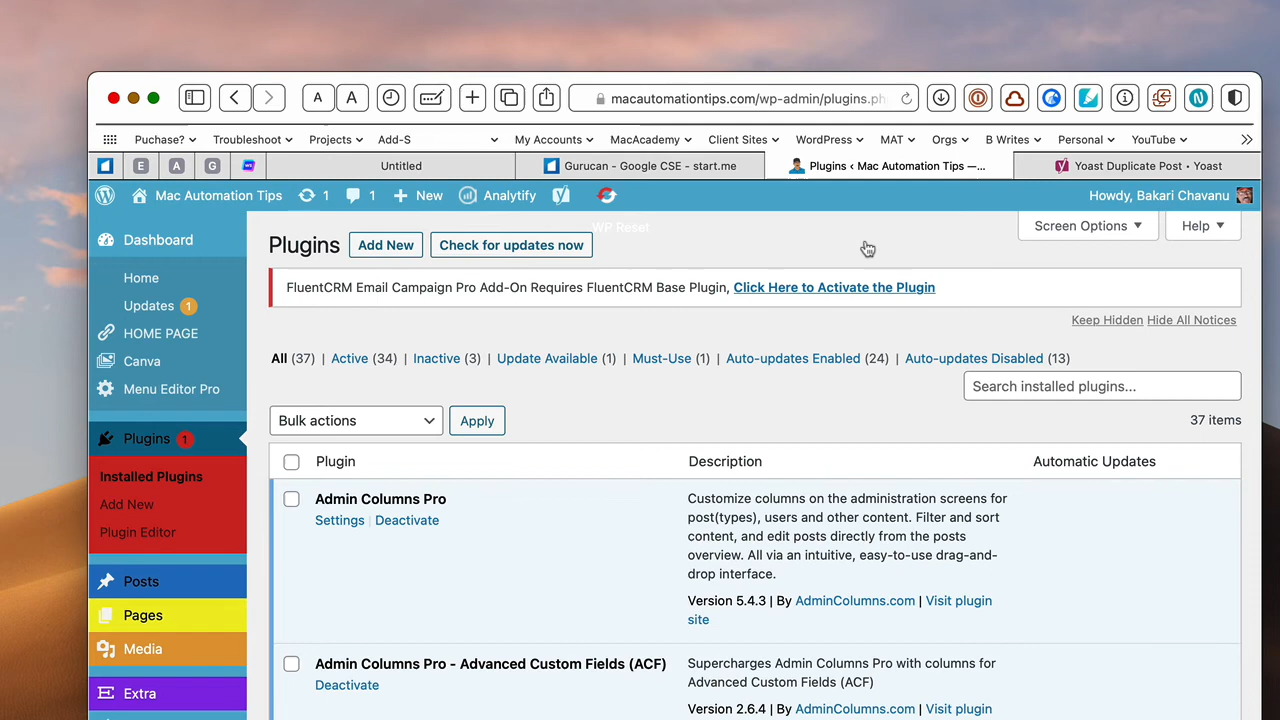 A A macautomationtips.com/wp-admin/plugins.ph
Puchase? Troubleshoot Projects Add-S My Accounts MacAcademy Client Sites WordPress MAT Orgs B Writes Personal YouTube
E A G Untitled Gurucan - Google CSE - start.me Plugins ‹ Mac Automation Tips —... Yoast Duplicate Post • Yoast
Mac Automation Tips 1 1 New Analytify Howdy, Bakari Chavanu
WP Reset
Screen Options Help
Plugins Add New Check for updates now
FluentCRM Email Campaign Pro Add-On Requires FluentCRM Base Plugin, Click Here to Activate the Plugin
Keep Hidden Hide All Notices
All (37) | Active (34) | Inactive (3) | Update Available (1) | Must-Use (1) | Auto-updates Enabled (24) | Auto-updates Disabled (13)
Search installed plugins...
Bulk actions Apply 37 items
Plugin Description Automatic Updates
Admin Columns Pro
Settings | Deactivate
Customize columns on the administration screens for
post(types), users and other content. Filter and sort
content, and edit posts directly from the posts
overview. All via an intuitive, easy-to-use drag-and-
drop interface.
Version 5.4.3 | By AdminColumns.com | Visit plugin
site
Admin Columns Pro - Advanced Custom Fields (ACF)
Deactivate
Supercharges Admin Columns Pro with columns for
Advanced Custom Fields (ACF)
Version 2.6.4 | By AdminColumns.com | Visit plugin
Dashboard
Home
Updates 1
HOME PAGE
Canva
Menu Editor Pro
Plugins 1
Installed Plugins
Add New
Plugin Editor
Posts
Pages
Media
Extra